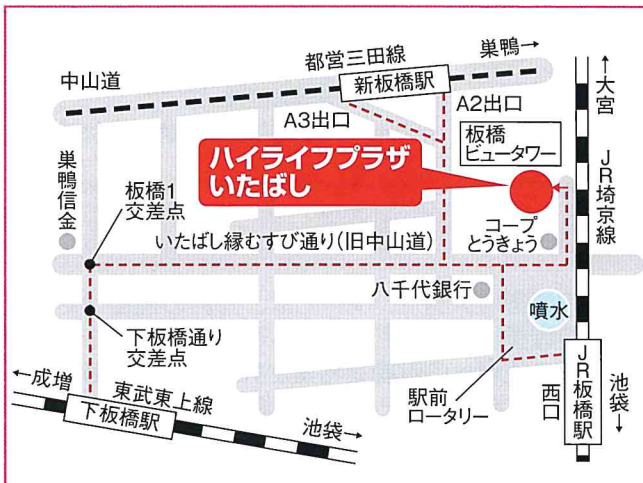 都営三田線
巣鴨→
中山道
新板橋駅
←大宮
A3出口
A2出口
板橋
ビュータワー
ハイライフプラザ
いたばし
巣鴨信金
板橋1
交差点
JR埼京線
コープ
とうきょう
いたばし縁むすび通り(旧中山道)
八千代銀行
噴水
下板橋通り
交差点
←成増
東武東上線
下板橋駅
池袋→
駅前
ロータリー
西口
JR板橋駅
池袋→